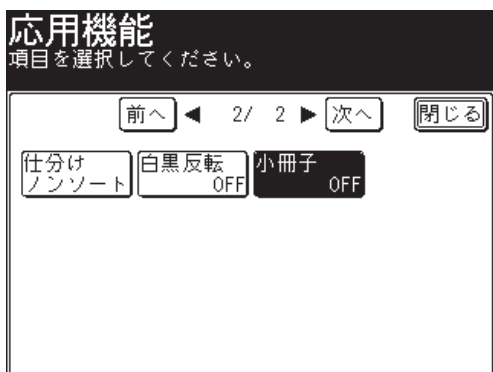 応用機能
項目を選択してください。
前へ ◀ 2/ 2 ▶ 次へ 閉じる
仕分け 白黒反転 小冊子
ノンソート OFF OFF